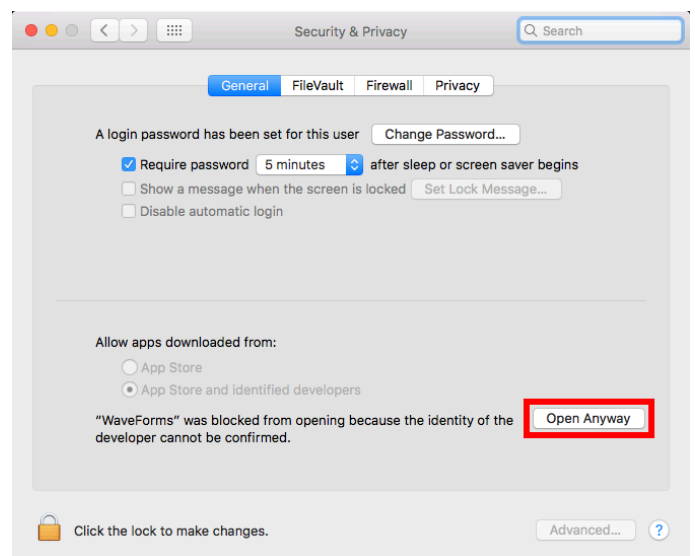 Security & Privacy
Search
General FileVault Firewall Privacy
A login password has been set for this user Change Password...
Require password 5 minutes after sleep or screen saver begins
Show a message when the screen is locked Set Lock Message...
Disable automatic login
Allow apps downloaded from:
App Store
App Store and identified developers
“WaveForms” was blocked from opening because the identity of the
developer cannot be confirmed.
Open Anyway
Click the lock to make changes.
Advanced... ?